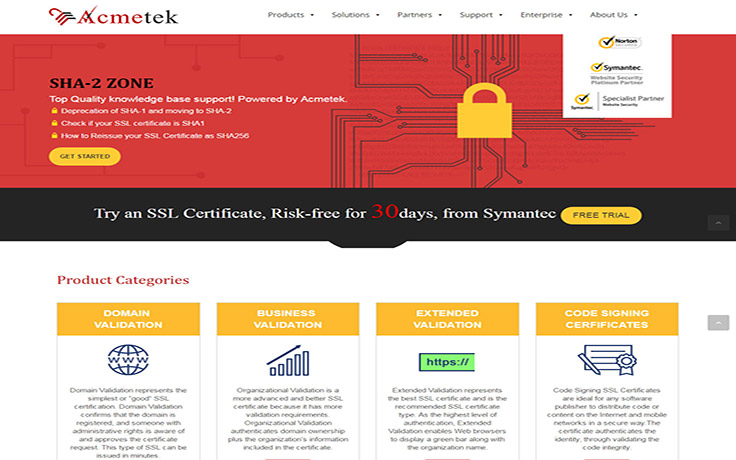 Acmetek
Products Solutions Partners Support Enterprise About Us
Norton
SECURED
Symantec.
Website Security
Platinum Partner
Symantec. Specialist Partner
Website Security
SHA-2 ZONE
Top Quality knowledge base support! Powered by Acmetek.
Deprecation of SHA-1 and moving to SHA-2
Check if your SSL certificate is SHA1
How to Reissue your SSL Certificate as SHA256
GET STARTED
Try an SSL Certificate, Risk-free for 30days, from Symantec FREE TRIAL
Product Categories
DOMAIN
VALIDATION
WWW
Domain Validation represents the
simplest or "good" SSL
certification. Domain Validation
confirms that the domain is
registered, and someone with
administrative rights is aware of
and approves the certificate
request. This type of SSL can be
issued in minutes.
BUSINESS
VALIDATION
Organizational Validation is a
more advanced and better SSL
certificate because it has more
validation requirements.
Organizational Validation
authenticates domain ownership
plus the organization's information
included in the certificate.
EXTENDED
VALIDATION
https://
Extended Validation represents
the best SSL certificate and is the
recommended SSL certificate
type. As the highest level of
authentication, Extended
Validation enables Web browsers
to display a green bar along with
the organization name.
CODE SIGNING
CERFIFICATES
Code Signing SSL Certificates
are ideal for any software
publisher to distribute code or
content on the Internet and mobile
networks in a secure way.The
certificate authenticates the
identity, through validating the
code integrity.